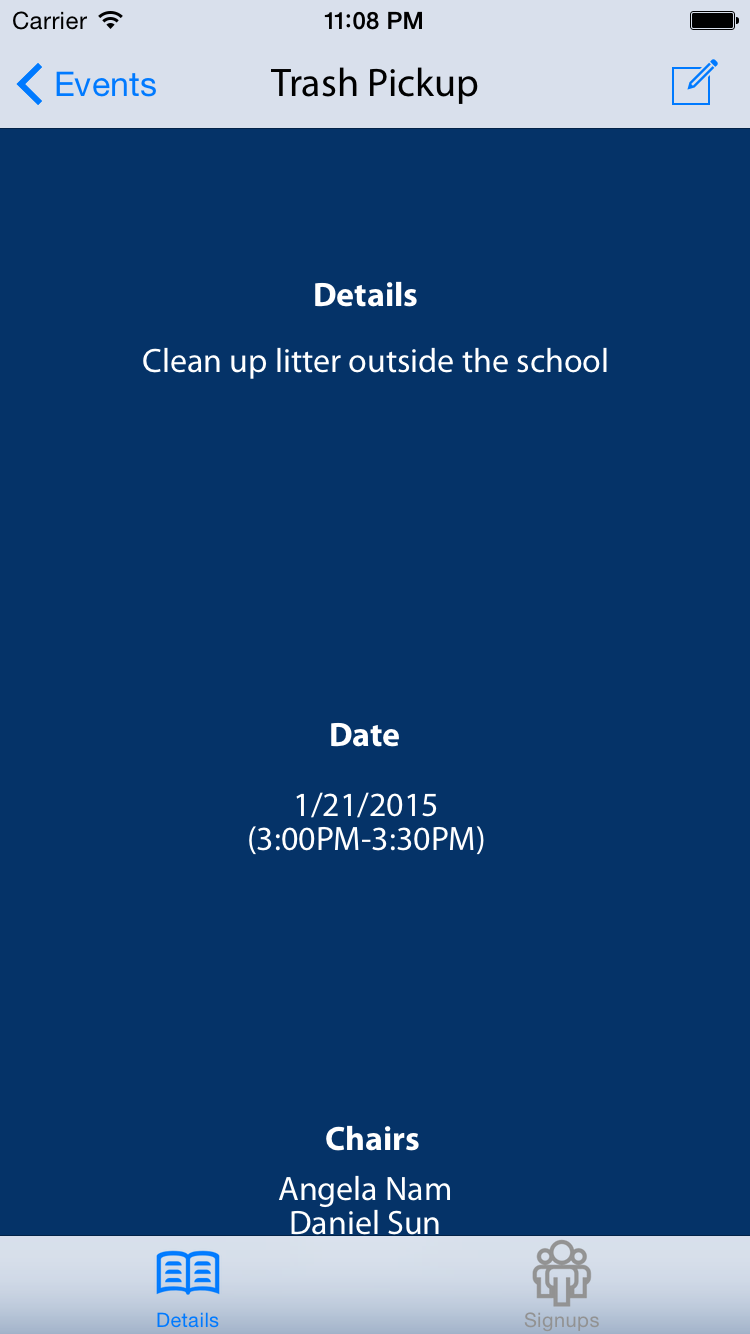 Carrier 11:08 PM
Events Trash Pickup
Details
Clean up litter outside the school
Date
1/21/2015
(3:00PM-3:30PM)
Chairs
Angela Nam
Daniel Sun
Details Signups